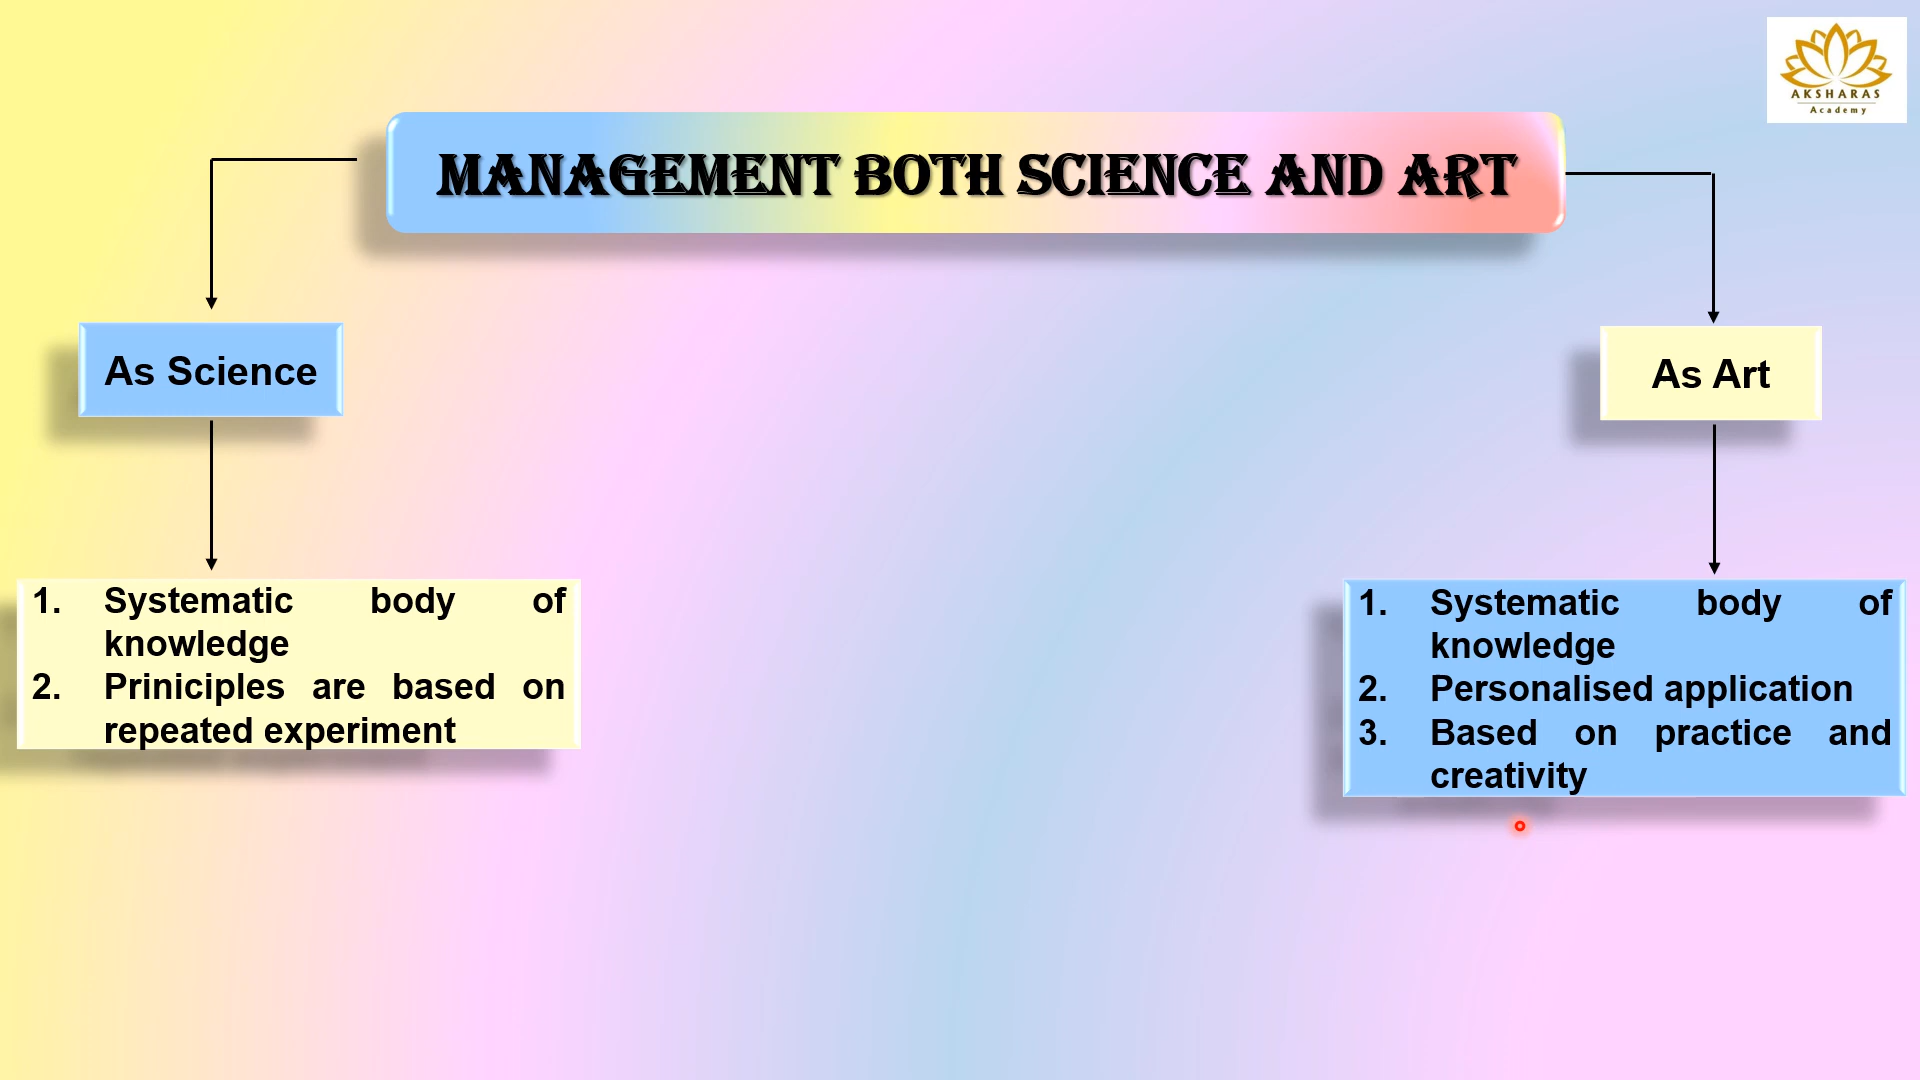 AKSHARAS
Academy
MANAGEMENT BOTH SCIENCE AND ART
As Science
As Art
1. Systematic body of
knowledge
2. Priniciples are based on
repeated experiment
1. Systematic body of
knowledge
2. Personalised application
3. Based on practice and
creativity